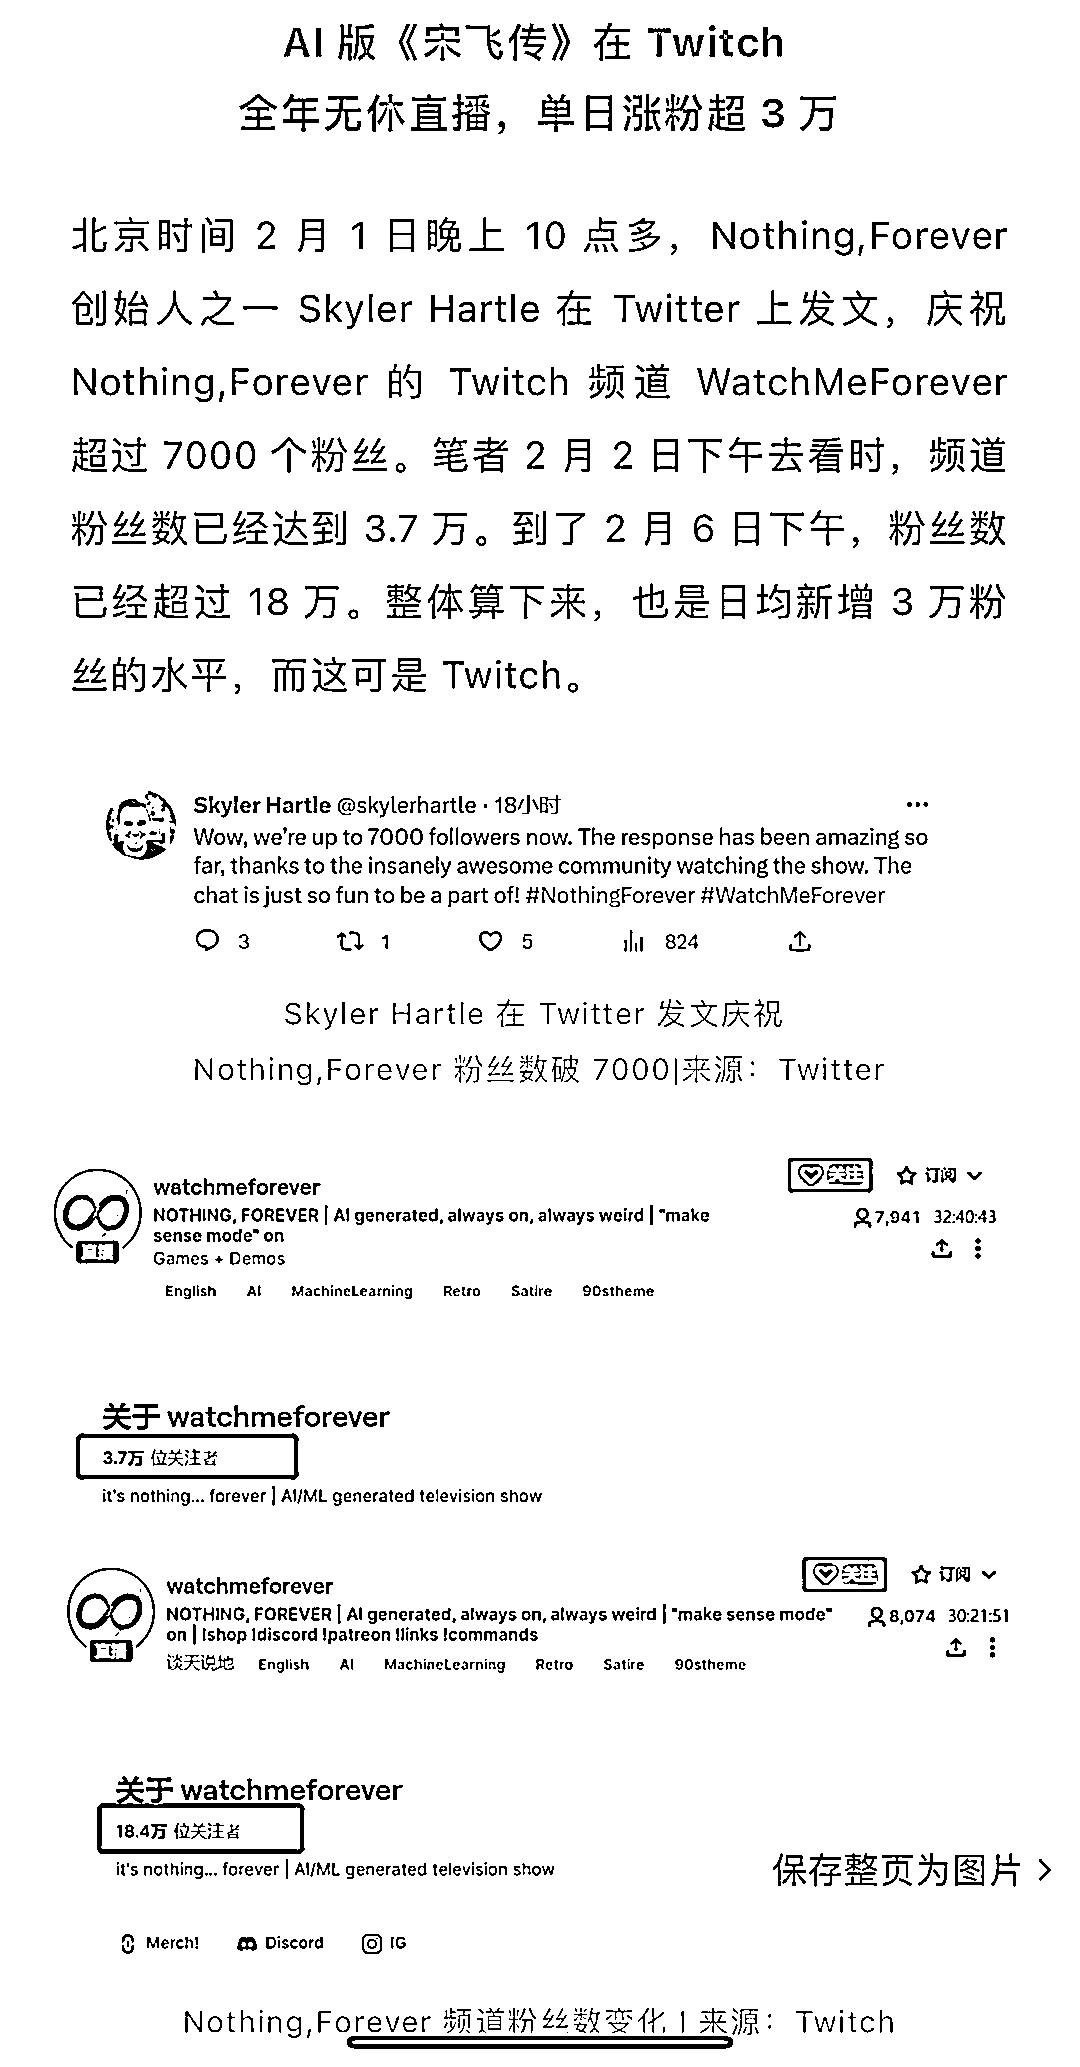 AI 版《宋飞传》在 Twitch
全年无休直播，单日涨粉超 3 万
北京时间 2 月 1 日晚上 10 点多，Nothing,Forever
创始人之一 Skyler Hartle 在 Twitter 上发文，庆祝
Nothing,Forever 的 Twitch 频道 WatchMeForever
超过 7000 个粉丝。笔者 2 月 2 日下午去看时，频道
粉丝数已经达到 3.7 万。到了 2 月 6 日下午，粉丝数
已经超过 18 万。整体算下来，也是日均新增 3 万粉
丝的水平，而这可是 Twitch。
Skyler Hartle @skylerhartle · 18小时
Wow, we're up to 7000 followers now. The response has been amazing so
far, thanks to the insanely awesome community watching the show. The
chat is just so fun to be a part of! #NothingForever #WatchMeForever
3 1 5 824
Skyler Hartle 在 Twitter 发文庆祝
Nothing,Forever 粉丝数破 7000|来源：Twitter
watchmeforever 关注 订阅
NOTHING, FOREVER | AI generated, always on, always weird | "make 7,941 32:40:43
sense mode" on
直播
Games + Demos
English AI MachineLearning Retro Satire 90stheme
关于 watchmeforever
3.7万 位关注者
it's nothing... forever | AI/ML generated television show
watchmeforever 关注 订阅
NOTHING, FOREVER | AI generated, always on, always weird | "make sense mode" 8,074 30:21:51
on | !shop !discord !patreon !links !commands
直播
谈天说地 English AI MachineLearning Retro Satire 90stheme
关于 watchmeforever
18.4万 位关注者
it's nothing... forever | AI/ML generated television show
保存整页为图片
Merch! Discord IG
Nothing,Forever 频道粉丝数变化 | 来源：Twitch